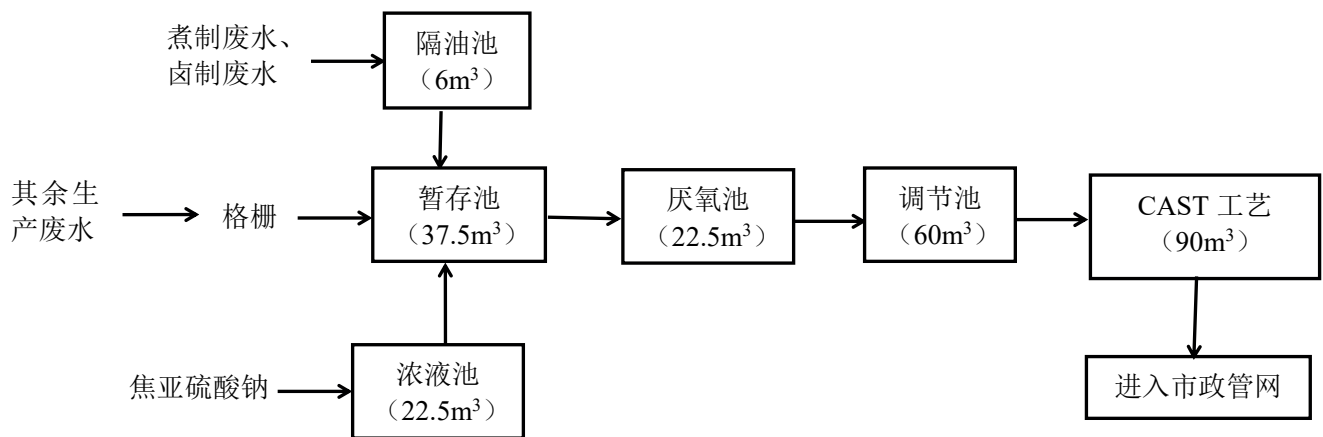 煮制废水、
卤制废水
隔油池
（6m³）
其余生
产废水
格栅
暂存池
（37.5m³）
厌氧池
（22.5m³）
调节池
（60m³）
CAST 工艺
（90m³）
焦亚硫酸钠
浓液池
（22.5m³）
进入市政管网